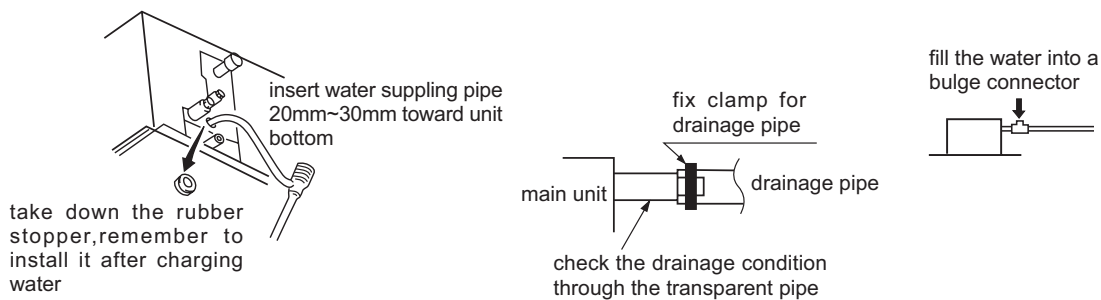 insert water suppling pipe
20mm~30mm toward unit
bottom
take down the rubber
stopper,remember to
install it after charging
water
fix clamp for
drainage pipe
main unit
drainage pipe
check the drainage condition
through the transparent pipe
fill the water into a
bulge connector